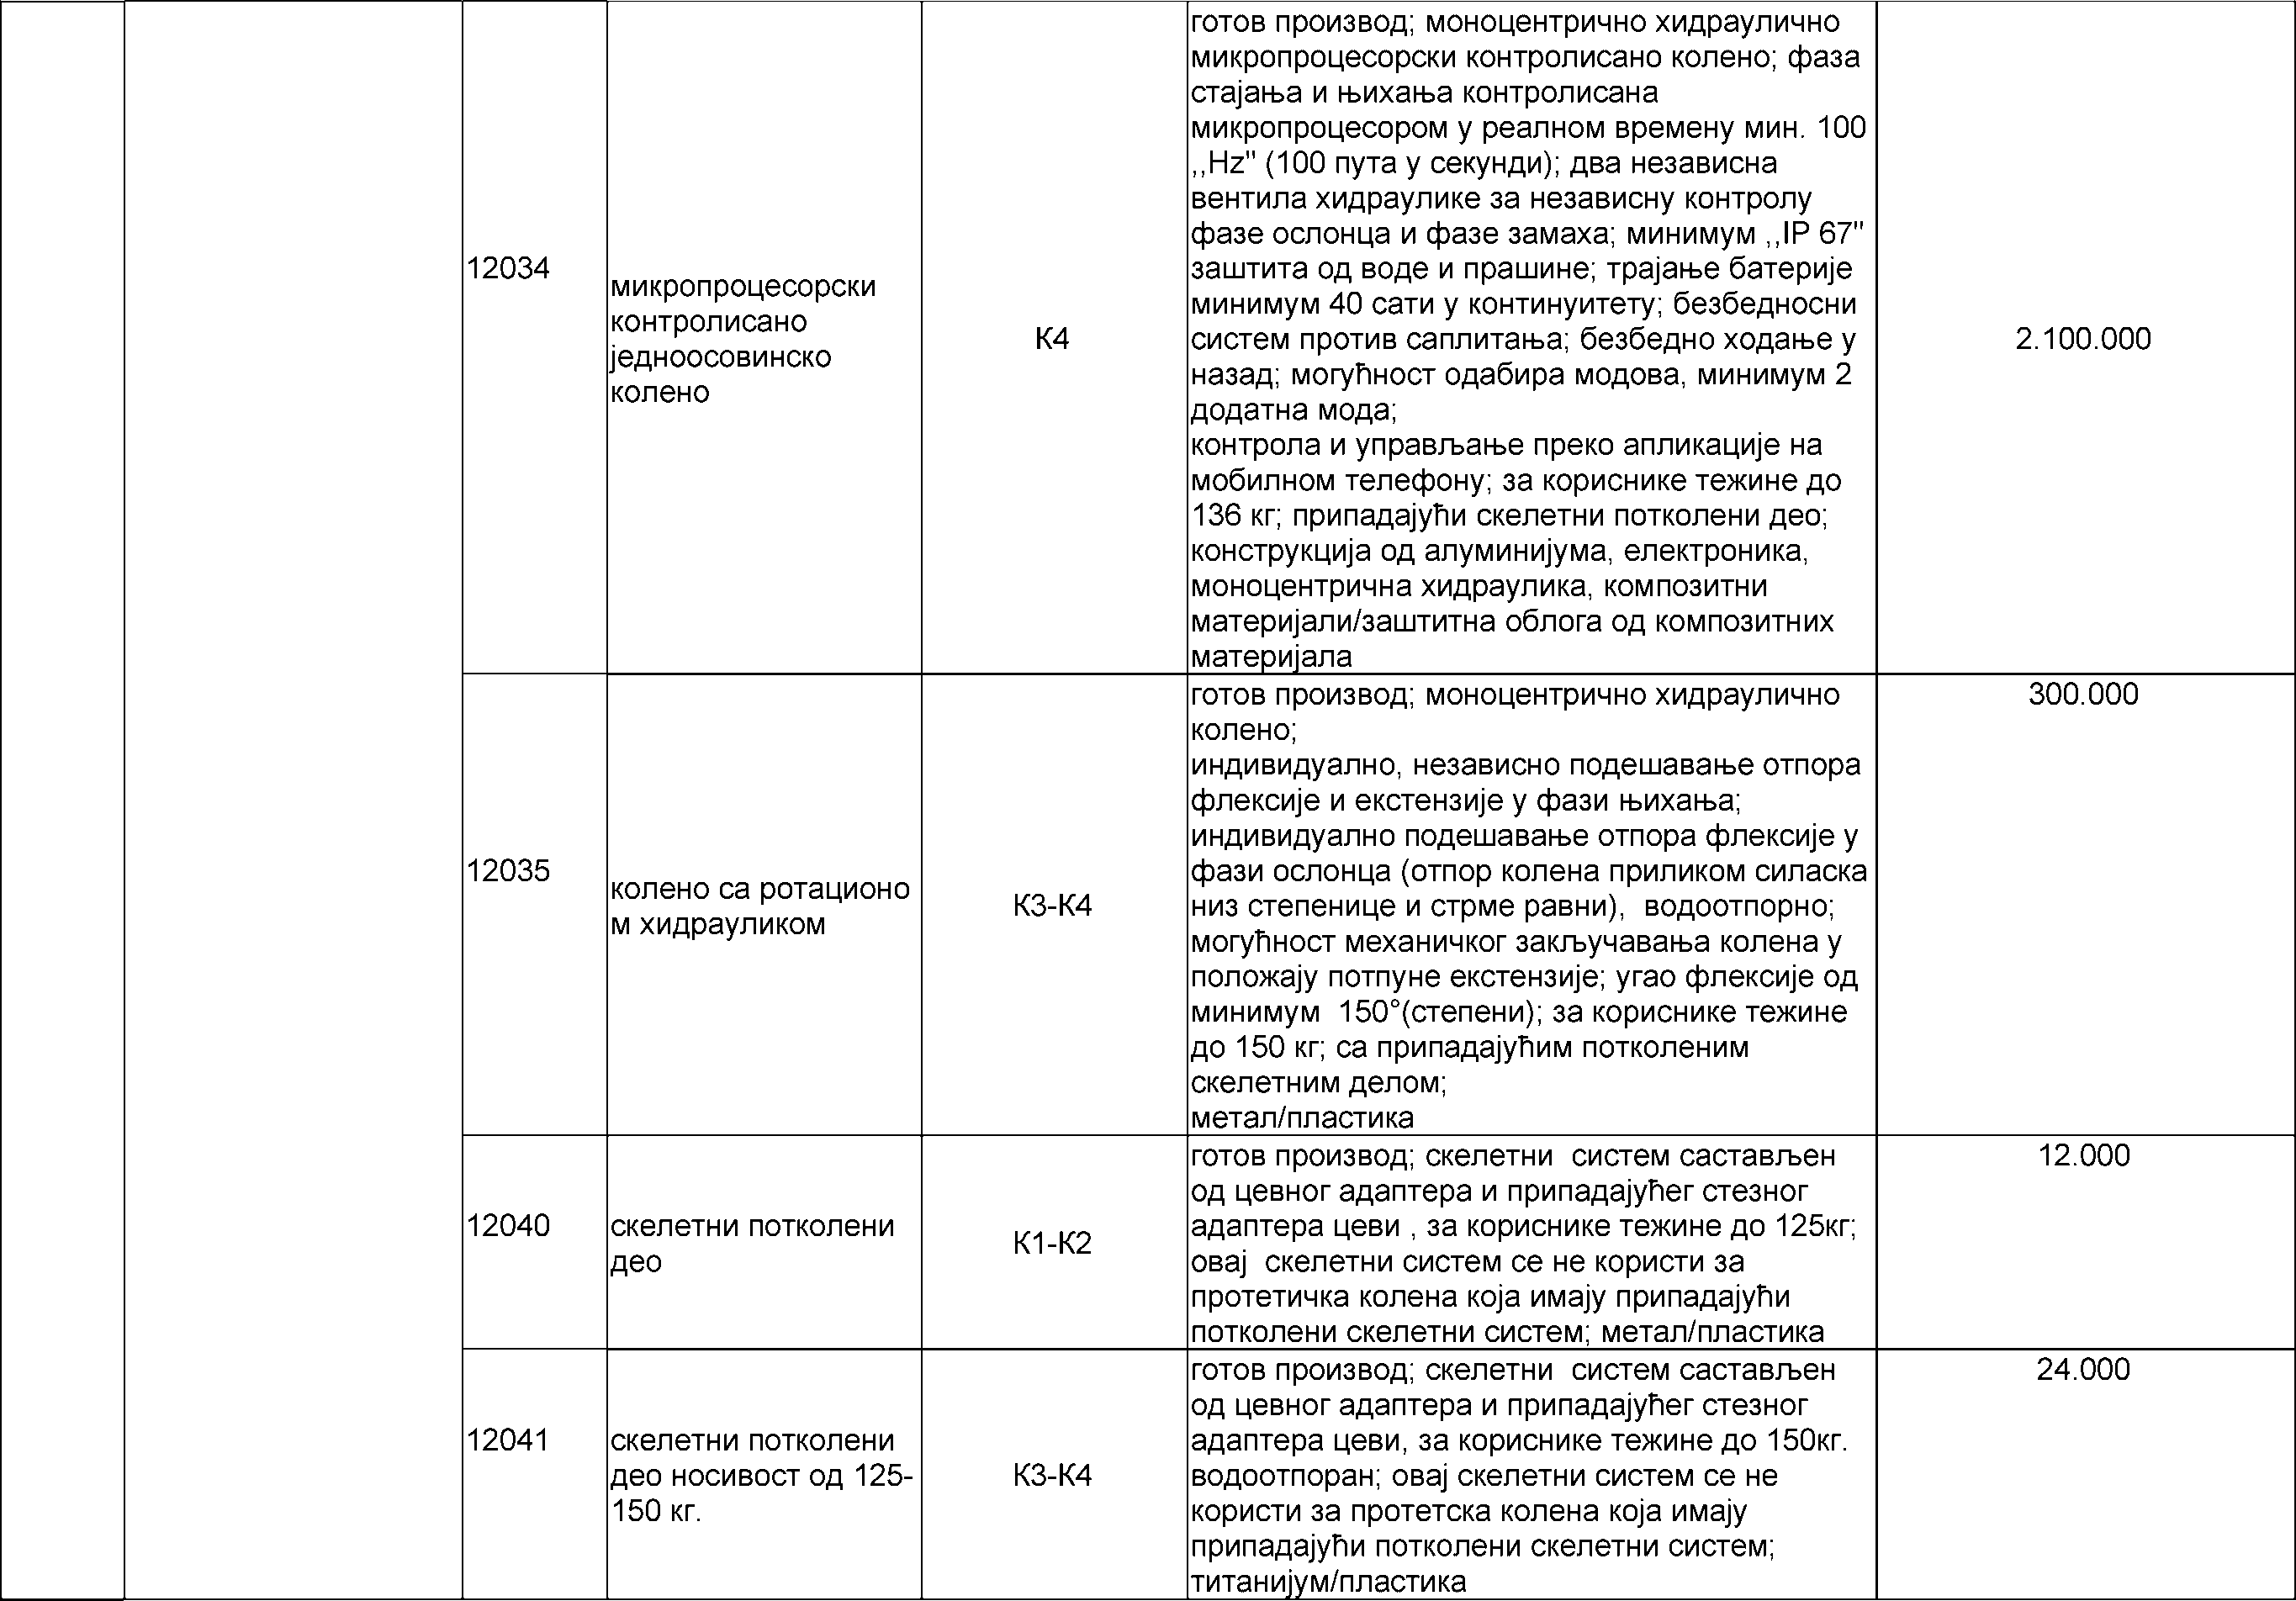 12034
микропроцесорски
контролисано
једноосовинско
колено
К4
готов производ; моноцентрично хидраулично
микропроцесорски контролисано колено; фаза
стајања и њихања контролисана
микропроцесором у реалном времену мин. 100
,,Hz" (100 пута у секунди); два независна
вентила хидраулике за независну контролу
фазе ослонца и фазе замаха; минимум ,,IP 67"
заштита од воде и прашине; трајање батерије
минимум 40 сати у континуитету; безбедносни
систем против саплитања; безбедно ходање у
назад; могућност одабира модова, минимум 2
додатна мода;
контрола и управљање преко апликације на
мобилном телефону; за кориснике тежине до
136 кг; припадајући скелетни потколени део;
конструкција од алуминијума, електроника,
моноцентрична хидраулика, композитни
материјали/заштитна облога од композитних
материјала
2.100.000
12035
колено са ротационо
м хидрауликом
К3-К4
готов производ; моноцентрично хидраулично
колено;
индивидуално, независно подешавање отпора
флексије и екстензије у фази њихања;
индивидуално подешавање отпора флексије у
фази ослонца (отпор колена приликом силаска
низ степенице и стрме равни),  водоотпорно;
могућност механичког закључавања колена у
положају потпуне екстензије; угао флексије од
минимум  150°(степени); за кориснике тежине
до 150 кг; са припадајућим потколеним
скелетним делом;
метал/пластика
300.000
12040
скелетни потколени
део
К1-К2
готов производ; скелетни  систем састављен
од цевног адаптера и припадајућег стезног
адаптера цеви , за кориснике тежине до 125кг;
овај  скелетни систем се не користи за
протетичка колена која имају припадајући
потколени скелетни систем; метал/пластика
12.000
12041
скелетни потколени
део носивост од 125-
150 кг.
К3-К4
готов производ; скелетни  систем састављен
од цевног адаптера и припадајућег стезног
адаптера цеви, за кориснике тежине до 150кг.
водоотпоран; овај скелетни систем се не
користи за протетска колена која имају
припадајући потколени скелетни систем;
титанијум/пластика
24.000